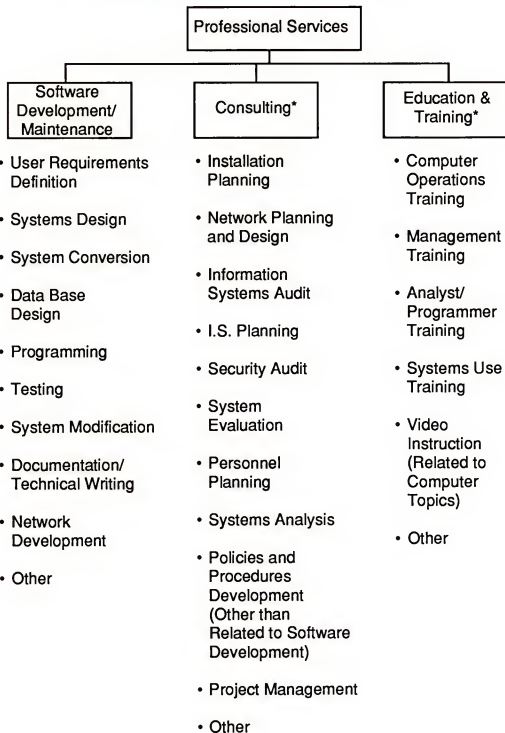 Professional Services
Software
Development/
Maintenance
• User Requirements
Definition
• Systems Design
• System Conversion
• Data Base
Design
• Programming
• Testing
• System Modification
• Documentation/
Technical Writing
• Network
Development
• Other
Consulting*
• Installation
Planning
• Network Planning
and Design
• Information
Systems Audit
• I.S. Planning
• Security Audit
• System
Evaluation
• Personnel
Planning
• Systems Analysis
• Policies and
Procedures
Development
(Other than
Related to Software
Development)
• Project Management
• Other
Education &
Training*
• Computer
Operations
Training
• Management
Training
• Analyst/
Programmer
Training
• Systems Use
Training
• Video
Instruction
(Related to
Computer
Topics)
• Other